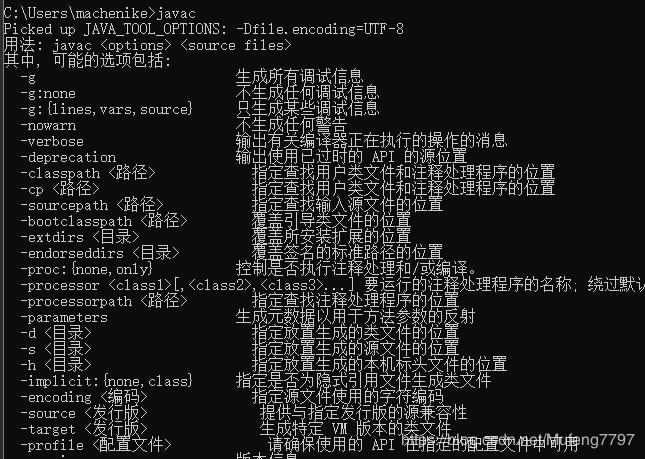 C:\Users\machenike>javac
Picked up JAVA_TOOL_OPTIONS: -Dfile.encoding=UTF-8
用法: javac <options> <source files>
其中, 可能的选项包括:
-g 生成所有调试信息
-g:none 不生成任何调试信息
-g:{lines,vars,source} 只生成某些调试信息
-nowarn 不生成任何警告
-verbose 输出有关编译器正在执行的操作的消息
-deprecation 输出使用已过时的 API 的源位置
-classpath <路径> 指定查找用户类文件和注释处理程序的位置
-cp <路径> 指定查找用户类文件和注释处理程序的位置
-sourcepath <路径> 指定查找输入源文件的位置
-bootclasspath <路径> 覆盖引导类文件的位置
-extdirs <目录> 覆盖所安装扩展的位置
-endorseddirs <目录> 覆盖签名的标准路径的位置
-proc:{none,only} 控制是否执行注释处理和/或编译。
-processor <class1>[,<class2>,<class3>...] 要运行的注释处理程序的名称; 绕过默认
-processorpath <路径> 指定查找注释处理程序的位置
-parameters 生成元数据以用于方法参数的反射
-d <目录> 指定放置生成的类文件的位置
-s <目录> 指定放置生成的源文件的位置
-h <目录> 指定放置生成的本机标头文件的位置
-implicit:{none,class} 指定是否为隐式引用文件生成类文件
-encoding <编码> 指定源文件使用的字符编码
-source <发行版> 提供与指定发行版的源兼容性
-target <发行版> 生成特定 VM 版本的类文件
-profile <配置文件> 请确保使用的 API 在指定的配置文件中可用
https://blog.csdn.net/Mufeng7797
版本信息